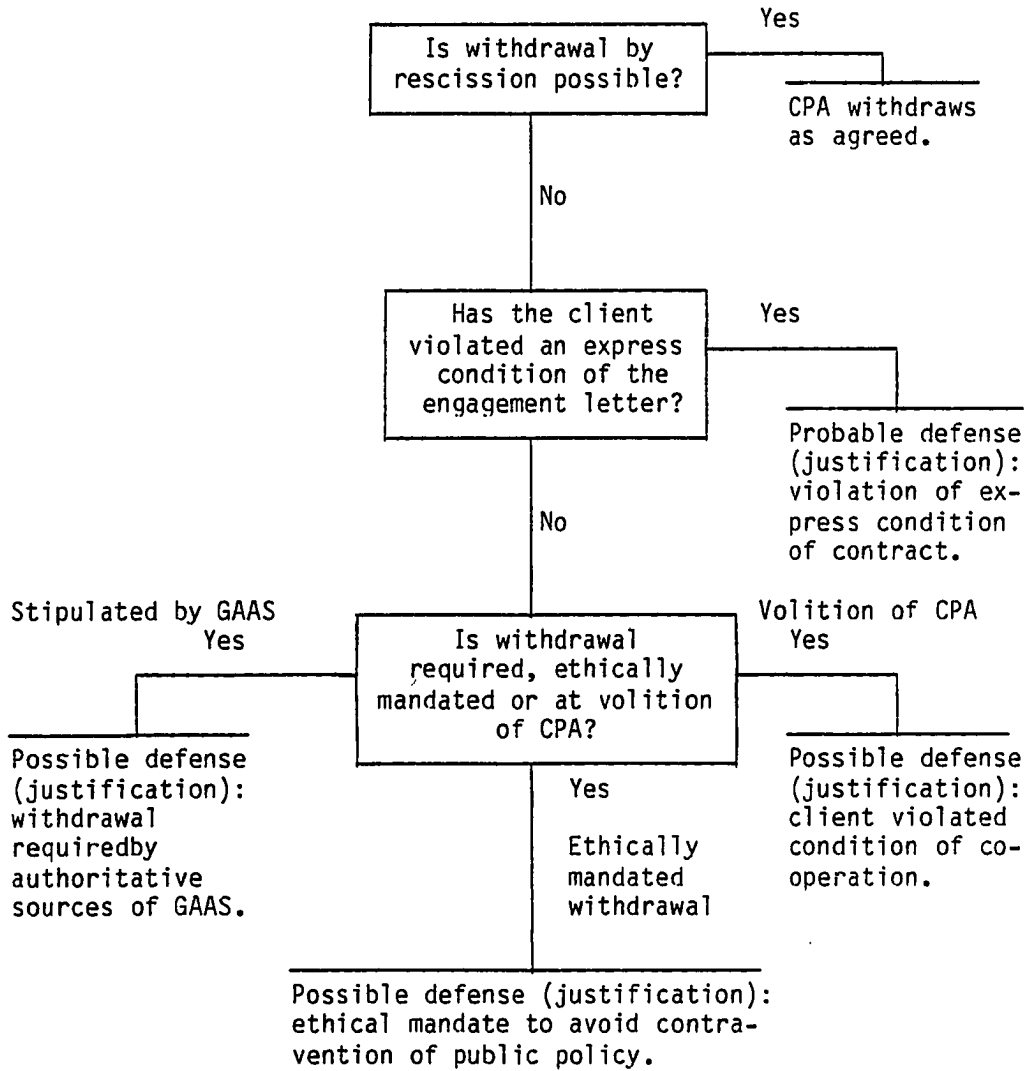 Yes
Is withdrawal by
rescission possible?
CPA withdraws
as agreed.
No
Has the client
violated an express
condition of the
engagement letter?
Yes
Probable defense
(justification):
violation of ex-
press condition
of contract.
No
Stipulated by GAAS
Yes
Is withdrawal
required, ethically
mandated or at volition
of CPA?
Volition of CPA
Yes
Possible defense
(justification):
withdrawal
requiredby
authoritative
sources of GAAS.
Yes
Ethically
mandated
withdrawal
Possible defense
(justification):
client violated
condition of co-
operation.
Possible defense (justification):
ethical mandate to avoid contra-
vention of public policy.